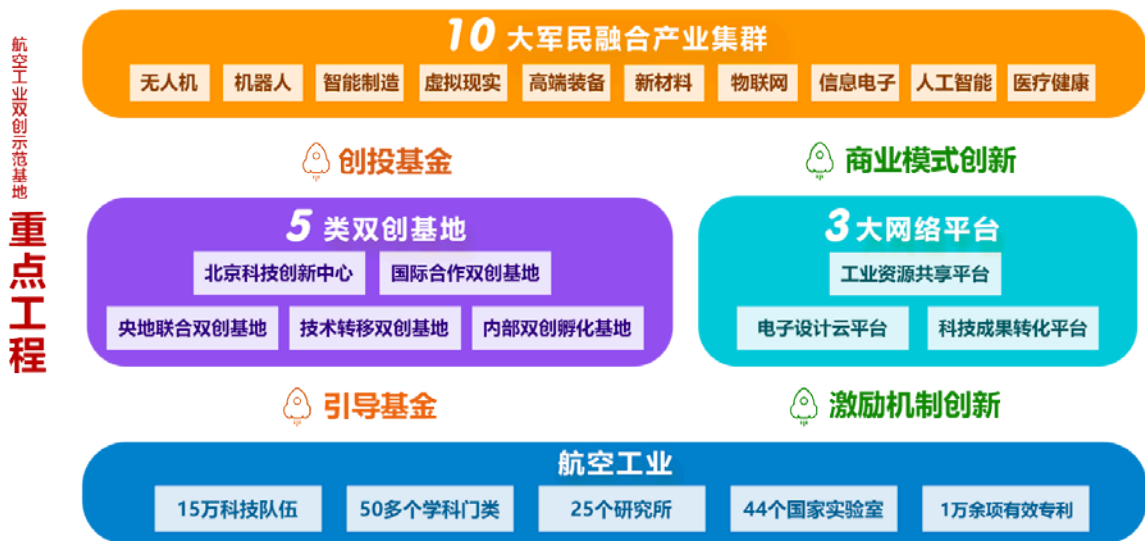 航空工业双创示范基地
重点工程
10 大军民融合产业集群
无人机 机器人 智能制造 虚拟现实 高端装备 新材料 物联网 信息电子 人工智能 医疗健康
创投基金 商业模式创新
5 类双创基地
北京科技创新中心 国际合作双创基地
央地联合双创基地 技术转移双创基地 内部双创孵化基地
3 大网络平台
工业资源共享平台
电子设计云平台 科技成果转化平台
引导基金 激励机制创新
航空工业
15万科技队伍 50多个学科门类 25个研究所 44个国家实验室 1万余项有效专利